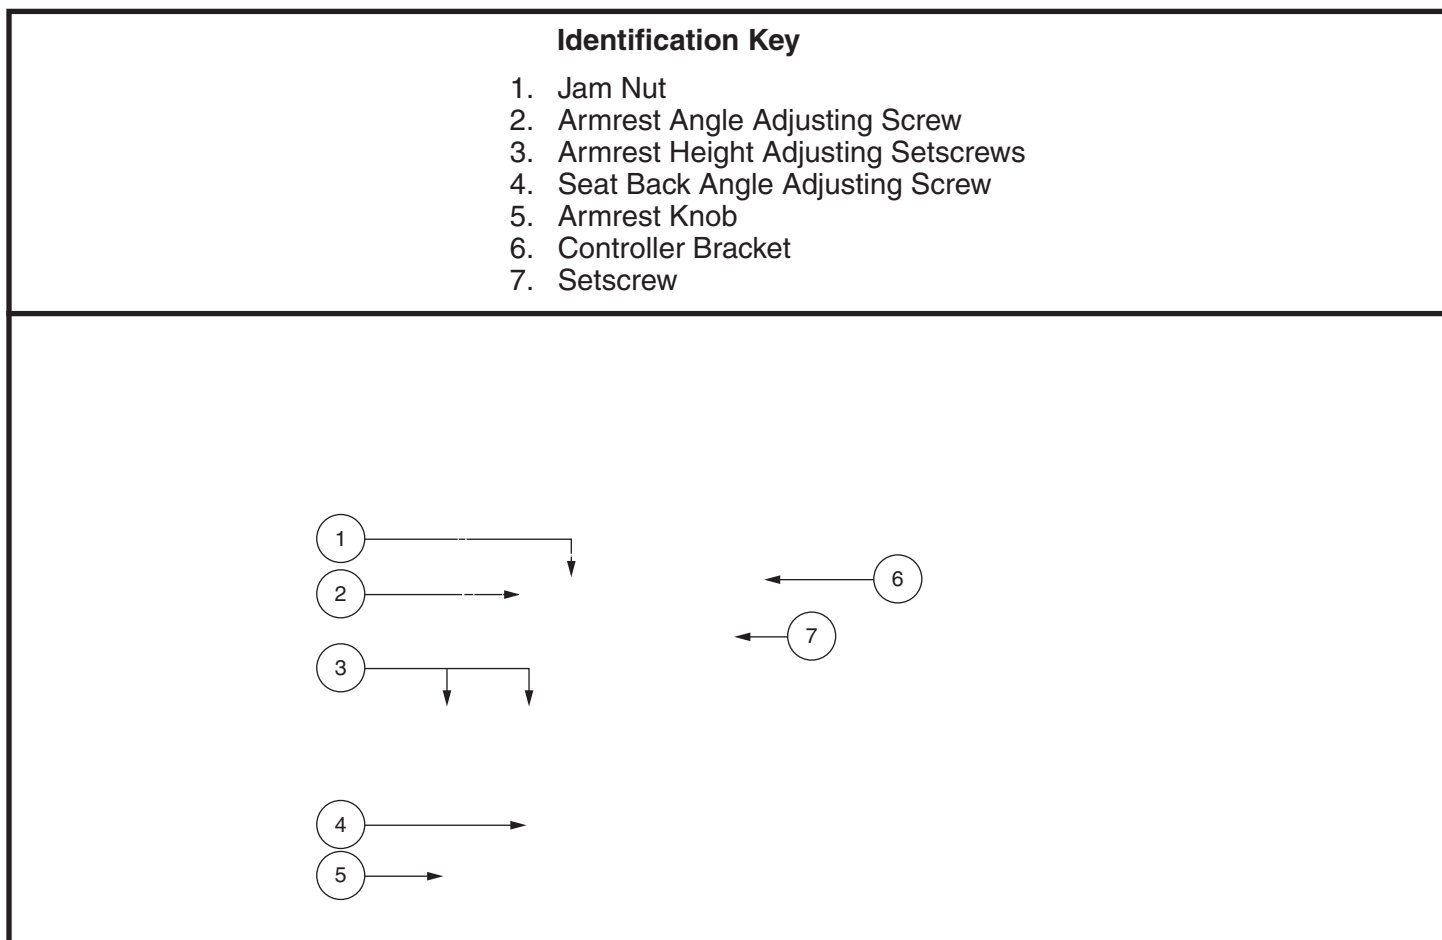 Identification Key
1. Jam Nut
2. Armrest Angle Adjusting Screw
3. Armrest Height Adjusting Setscrews
4. Seat Back Angle Adjusting Screw
5. Armrest Knob
6. Controller Bracket
7. Setscrew
1
2
6
7
3
4
5